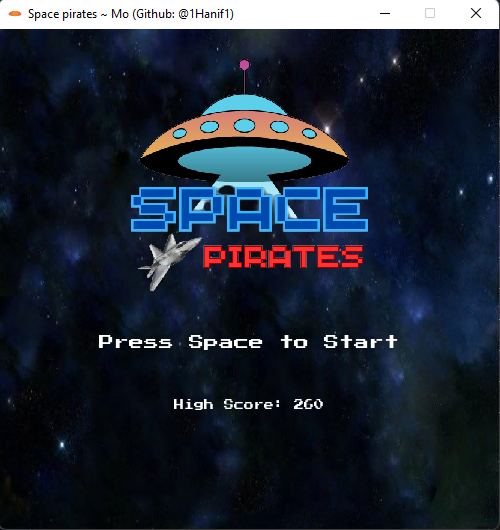 Space pirates ~ Mo (Github: @1Hanif1)
SPACE
PIRATES
Press Space to Start
High Score: 260